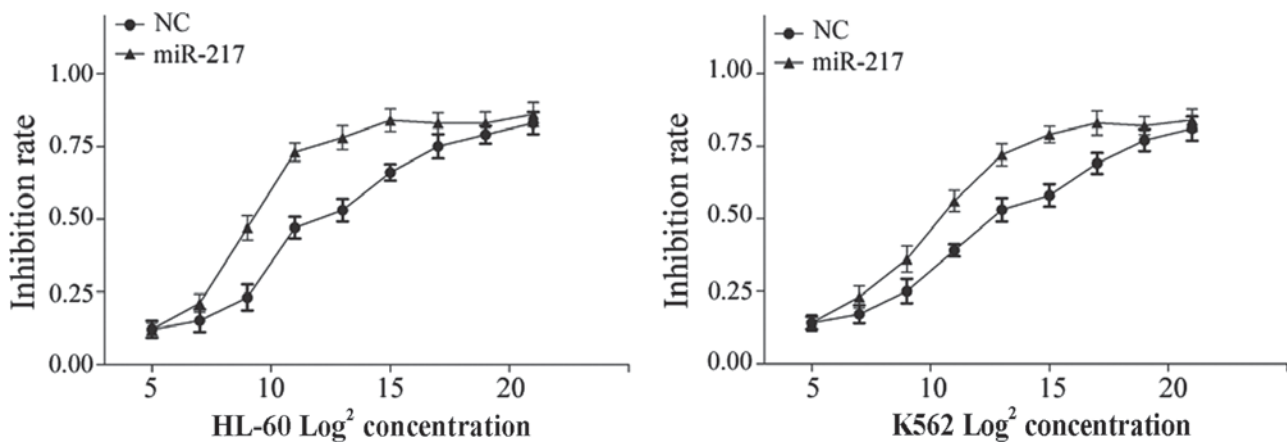 NC
miR-217
1.00
0.75
0.50
0.25
0.00
Inhibition rate
5 10 15 20
HL-60 Log² concentration
NC
miR-217
1.00
0.75
0.50
0.25
0.00
Inhibition rate
5 10 15 20
K562 Log² concentration